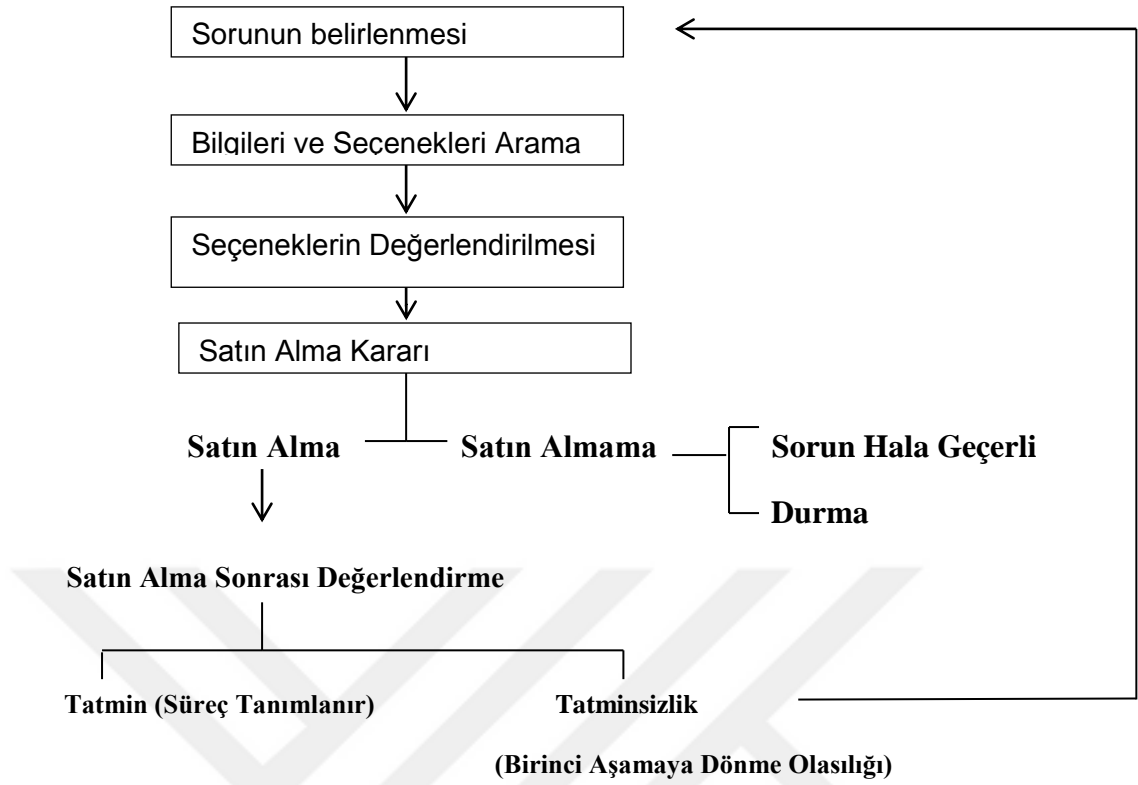 Sorunun belirlenmesi
Bilgileri ve Seçenekleri Arama
Seçeneklerin Değerlendirilmesi
Satın Alma Kararı
Satın Alma
Satın Almama
Sorun Hala Geçerli
Durma
Satın Alma Sonrası Değerlendirme
Tatmin (Süreç Tanımlanır)
Tatminsizlik
(Birinci Aşamaya Dönme Olasılığı)